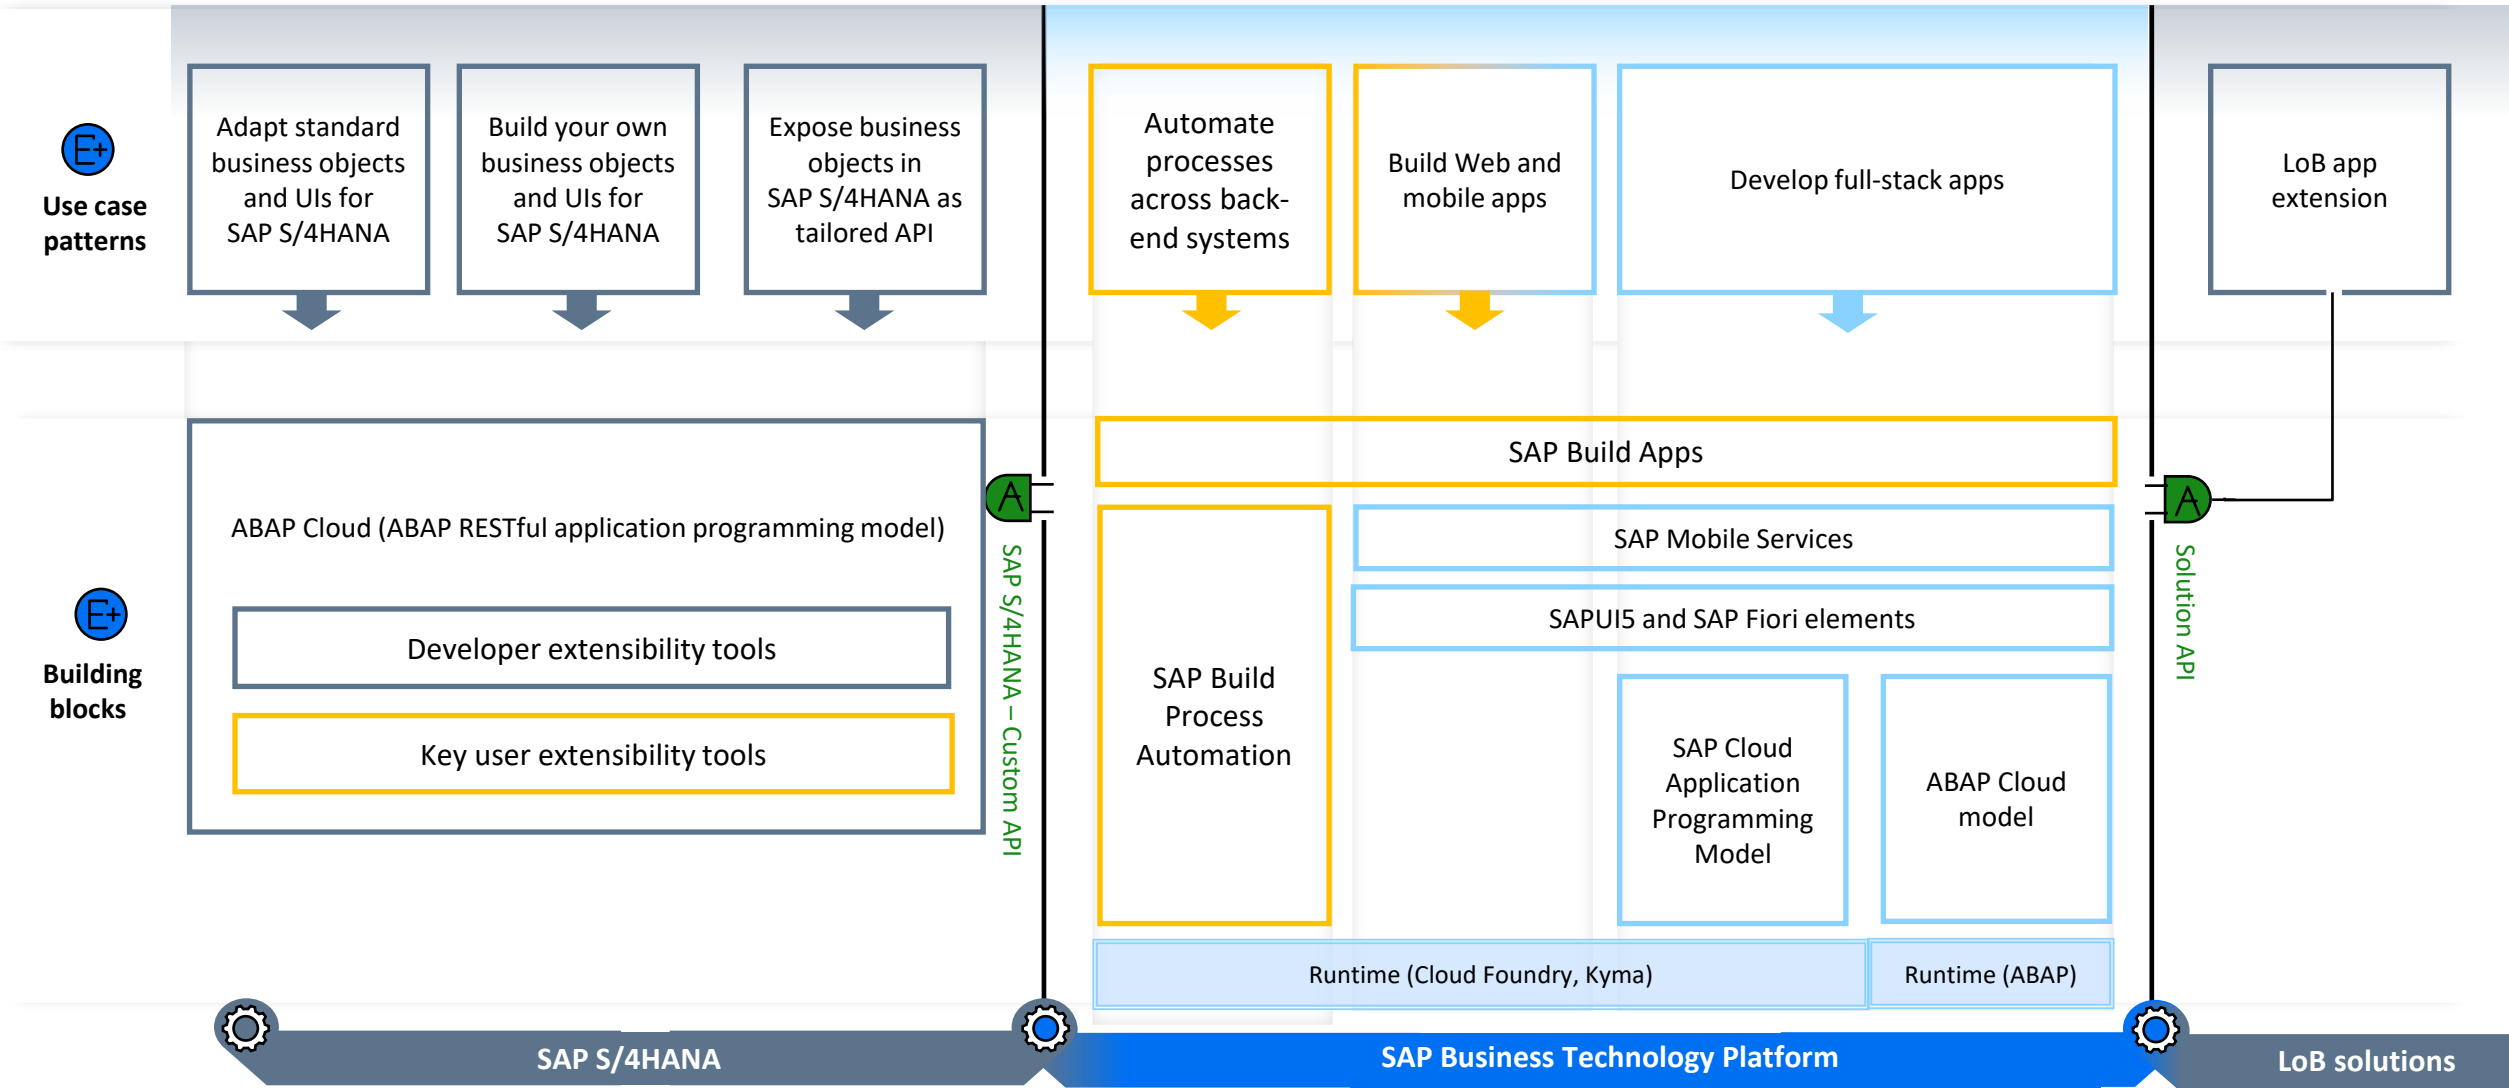 E+
Use case
patterns
Adapt standard
business objects
and UIs for
SAP S/4HANA
Build your own
business objects
and UIs for
SAP S/4HANA
Expose business
objects in
SAP S/4HANA as
tailored API
Automate
processes
across back-
end systems
Build Web and
mobile apps
Develop full-stack apps
LoB app
extension
E+
Building
blocks
ABAP Cloud (ABAP RESTful application programming model)
Developer extensibility tools
Key user extensibility tools
A
SAP S/4HANA – Custom API
SAP Build Apps
SAP Build
Process
Automation
SAP Mobile Services
SAPUI5 and SAP Fiori elements
SAP Cloud
Application
Programming
Model
ABAP Cloud
model
Runtime (Cloud Foundry, Kyma)
Runtime (ABAP)
A
Solution API
SAP S/4HANA
SAP Business Technology Platform
LoB solutions